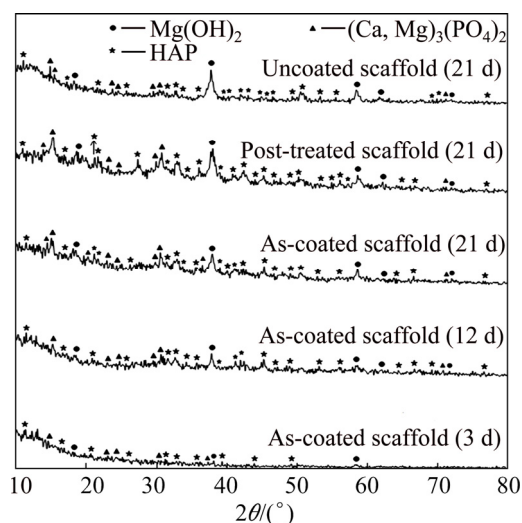 ● — Mg(OH)₂ ▲ — (Ca, Mg)₃(PO₄)₂
★ — HAP
Uncoated scaffold (21 d)
Post-treated scaffold (21 d)
As-coated scaffold (21 d)
As-coated scaffold (12 d)
As-coated scaffold (3 d)
10 20 30 40 50 60 70 80
2θ/(°)